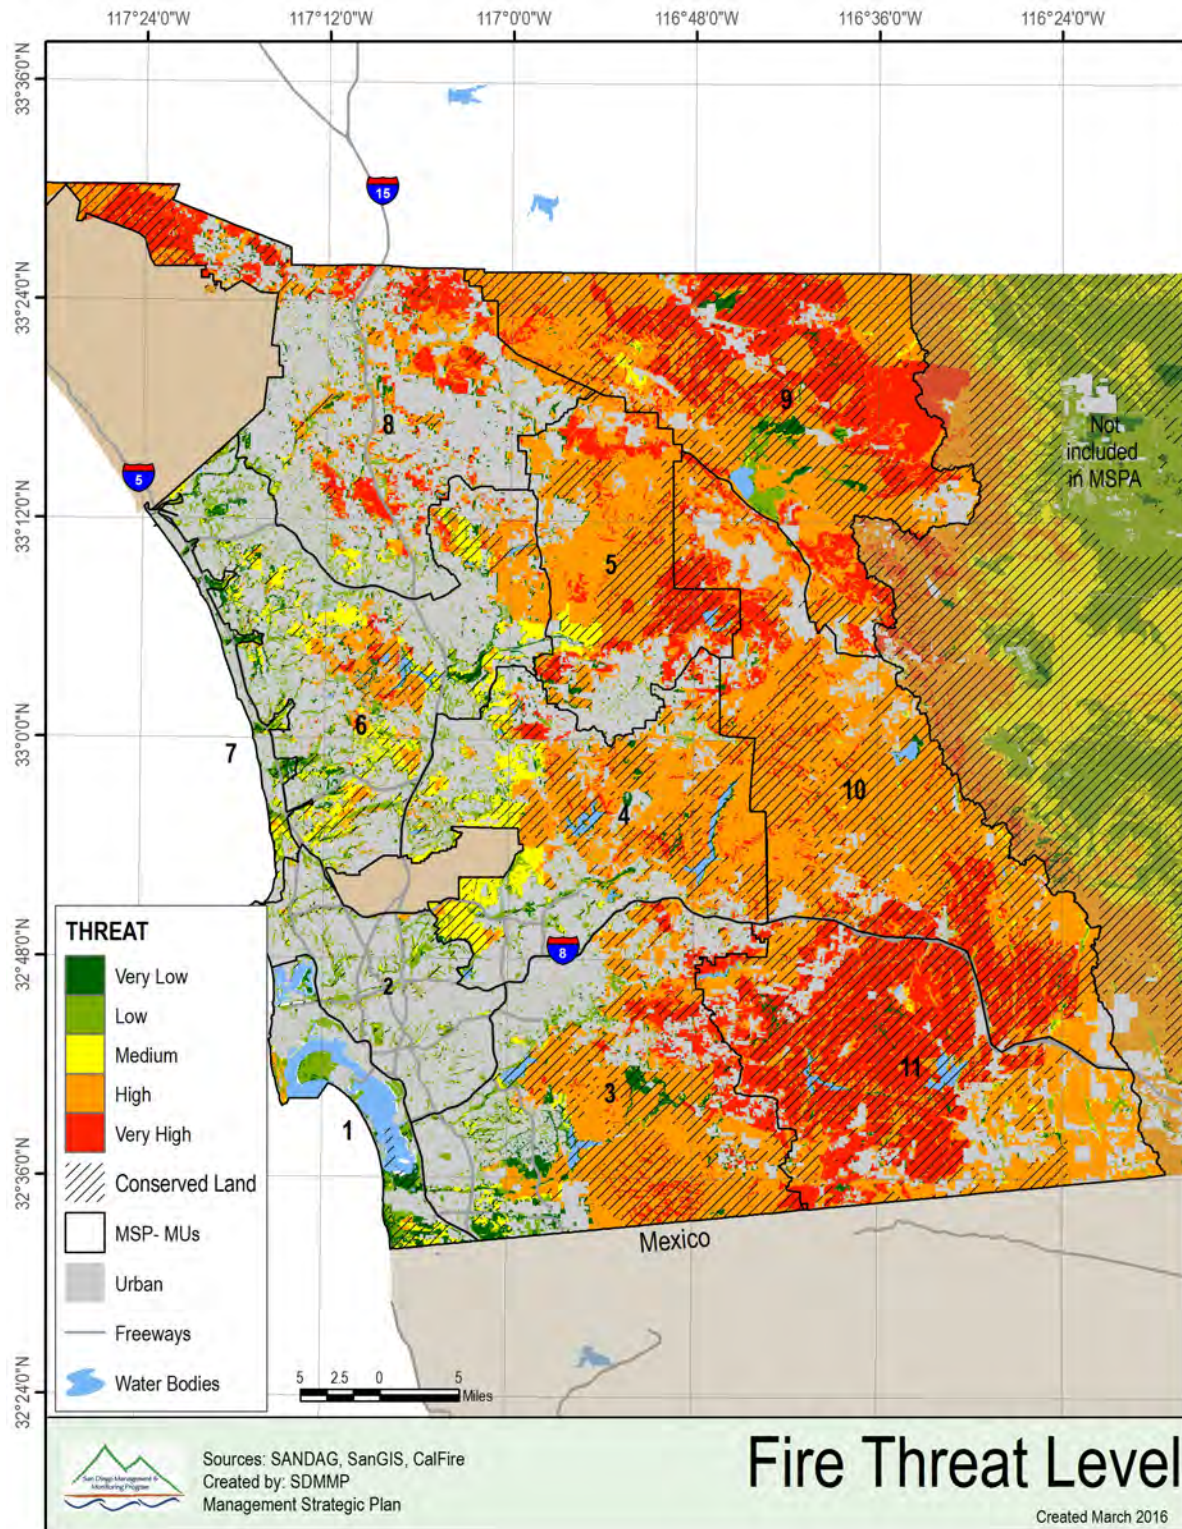 117°24'0"W 117°12'0"W 117°0'0"W 116°48'0"W 116°36'0"W 116°24'0"W
33°36'0"N
15
33°24'0"N
9
8
Not
included
in MSPA
5
33°12'0"N
5
6
7
33°0'0"N
10
4
THREAT
Very Low
Low
Medium
High
Very High
Conserved Land
MSP- MUs
Urban
Freeways
Water Bodies
8
32°48'0"N
2
11
3
1
32°36'0"N
Mexico
32°24'0"N
5 2.5 0 5
Miles
San Diego Management &
Monitoring Program
Sources: SANDAG, SanGIS, CalFire
Created by: SDMMP
Management Strategic Plan
Fire Threat Level
Created March 2016